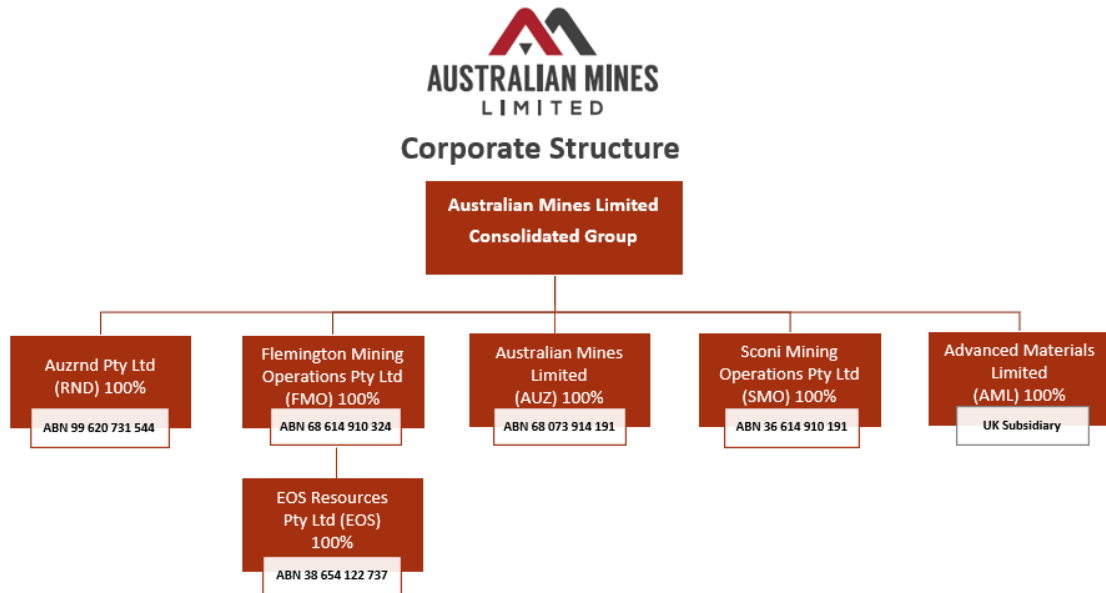 AUSTRALIAN MINES
LIMITED
Corporate Structure
Australian Mines Limited
Consolidated Group
Auzrnd Pty Ltd
(RND) 100%
ABN 99 620 731 544
Flemington Mining
Operations Pty Ltd
(FMO) 100%
ABN 68 614 910 324
Australian Mines
Limited
(AUZ) 100%
ABN 68 073 914 191
Sconi Mining
Operations Pty Ltd
(SMO) 100%
ABN 36 614 910 191
Advanced Materials
Limited
(AML) 100%
UK Subsidiary
EOS Resources
Pty Ltd (EOS)
100%
ABN 38 654 122 737